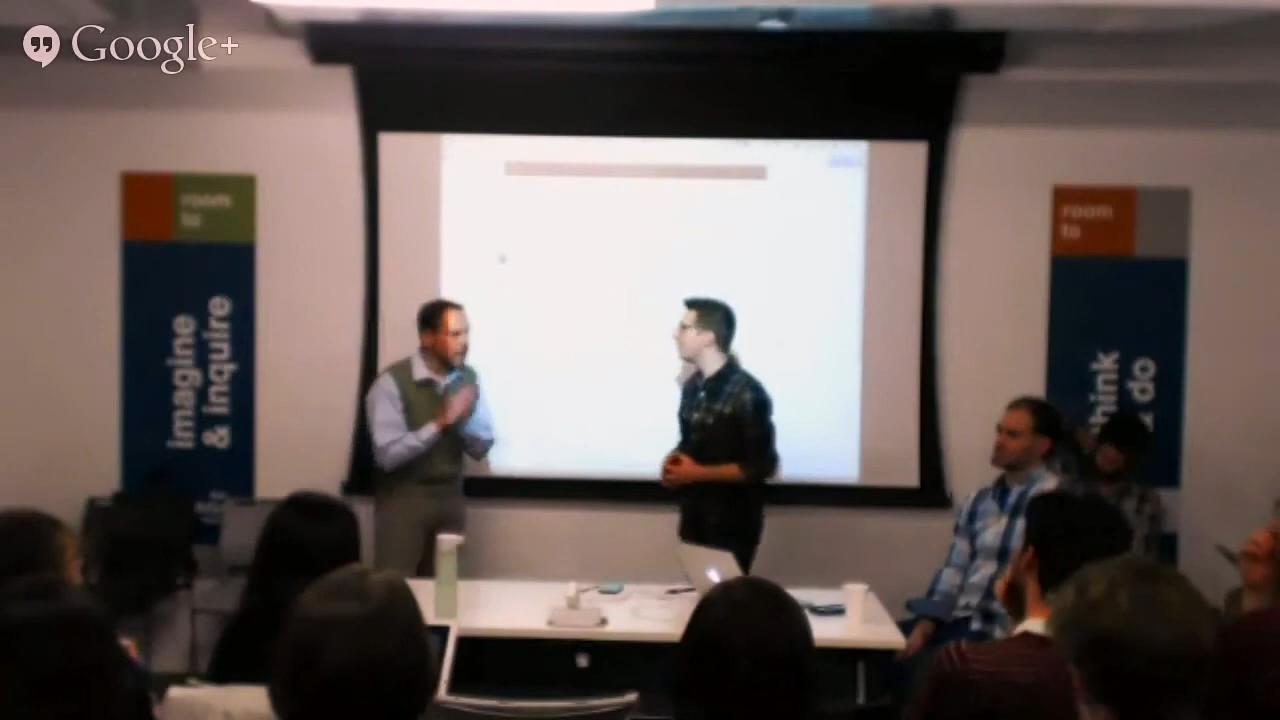 Google+
room
to
imagine
& inquire
room
to
think
& do